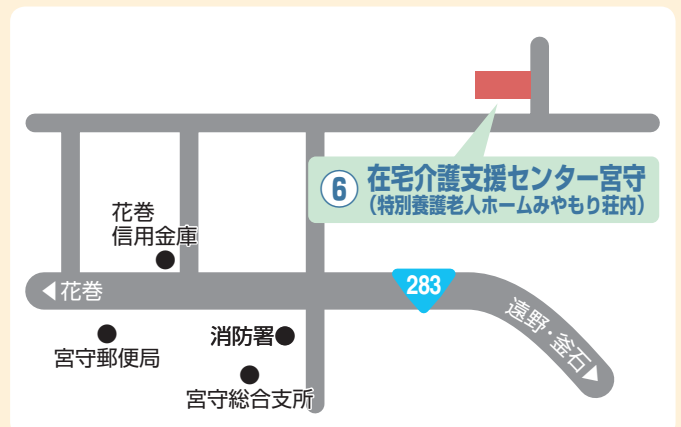 ⑥ 在宅介護支援センター宮守
（特別養護老人ホームみやもり荘内）
花巻
信用金庫
◀花巻
283
遠野・釜石▶
宮守郵便局
消防署●
宮守総合支所